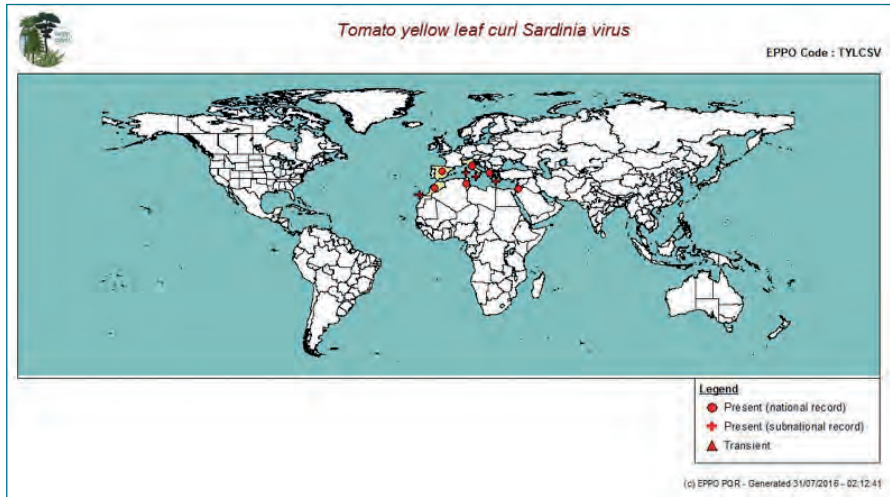 Tomato yellow leaf curl Sardinia virus
EPPO Code : TYLCSV
Legend
Present (national record)
Present (subnational record)
Transient
(c) EPPO PQR - Generated 31/07/2016 - 02:12:41